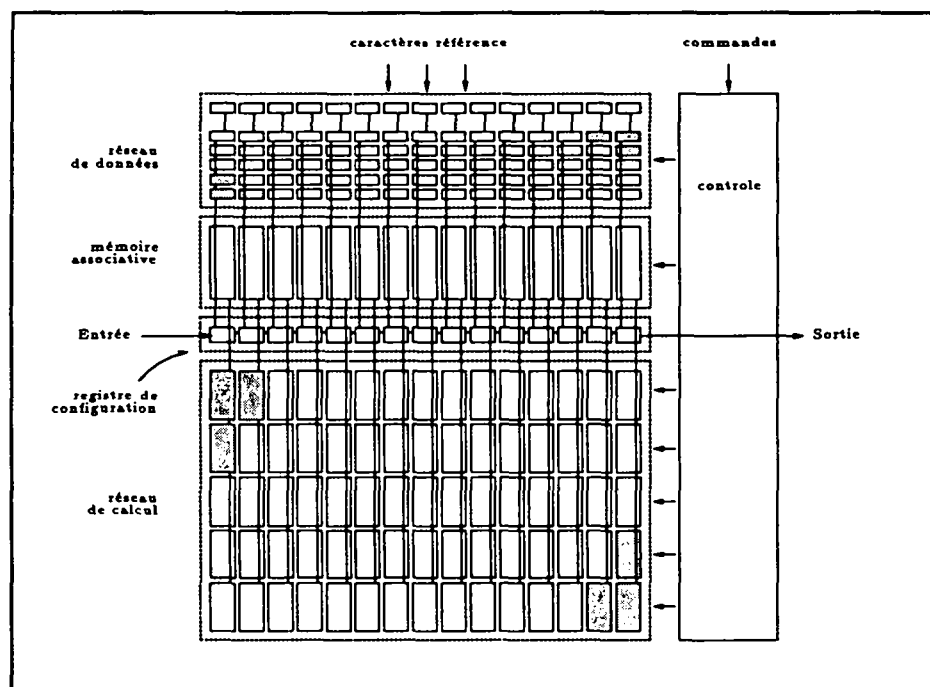 caractères référence
commandes
réseau
de données
controle
mémoire
associative
Entrée
Sortie
registre de
configuration
réseau
de calcul